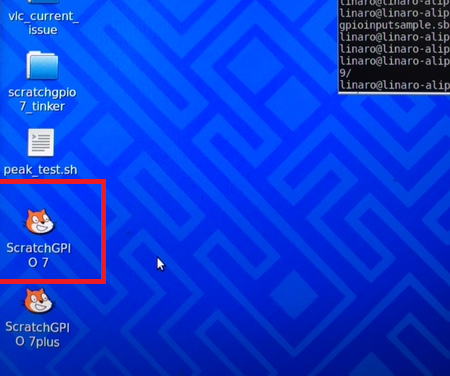 vlc_current_
issue
scratchgpio
7_tinker
peak_test.sh
ScratchGPI
O 7
ScratchGPI
O 7plus
linaro@linaro-alip
linaro@linaro-alip
gpioinputsample.sb
linaro@linaro-alip
linaro@linaro-alip
linaro@linaro-alip
9/
linaro@linaro-alip